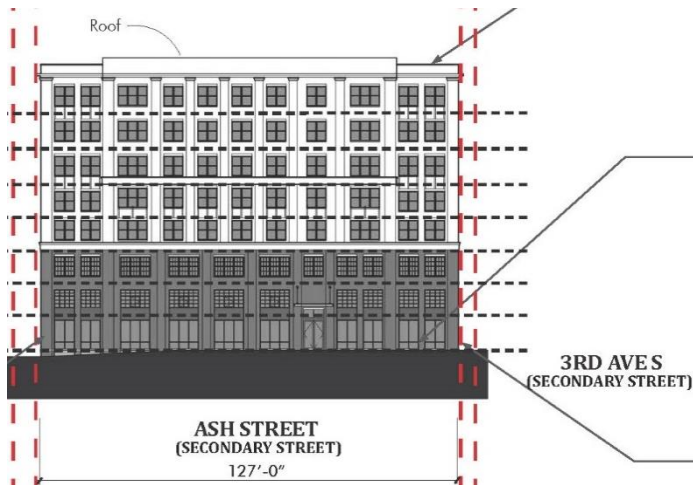 Roof
3RD AVE S
(SECONDARY STREET)
ASH STREET
(SECONDARY STREET)
127'-0"